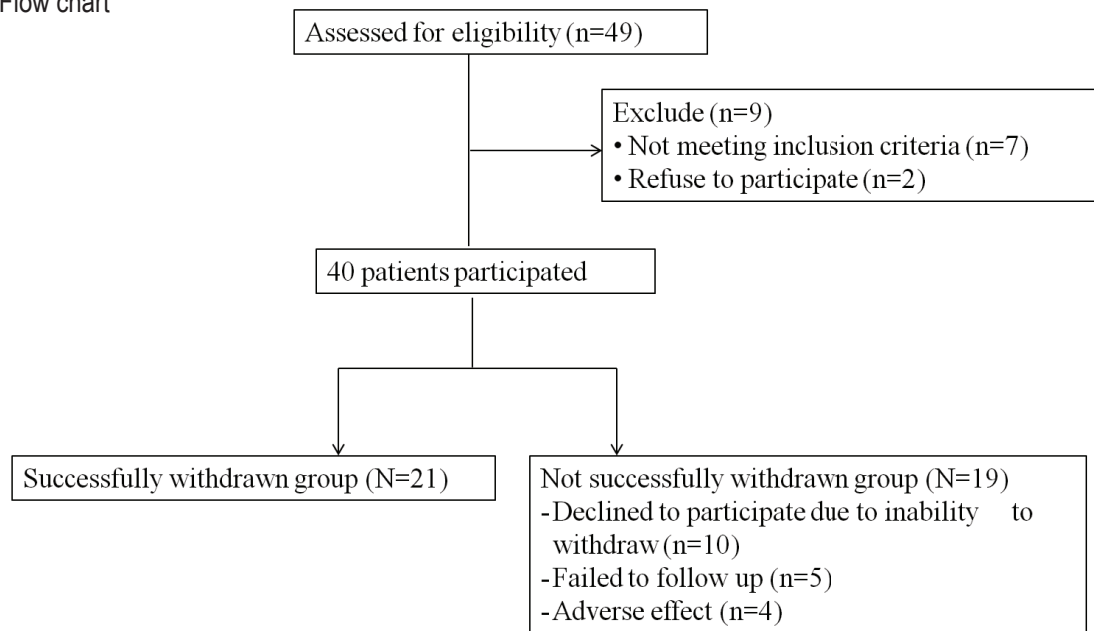 Flow chart
Assessed for eligibility (n=49)
Exclude (n=9)
• Not meeting inclusion criteria (n=7)
• Refuse to participate (n=2)
40 patients participated
Successfully withdrawn group (N=21)
Not successfully withdrawn group (N=19)
-Declined to participate due to inability to
withdraw (n=10)
-Failed to follow up (n=5)
-Adverse effect (n=4)